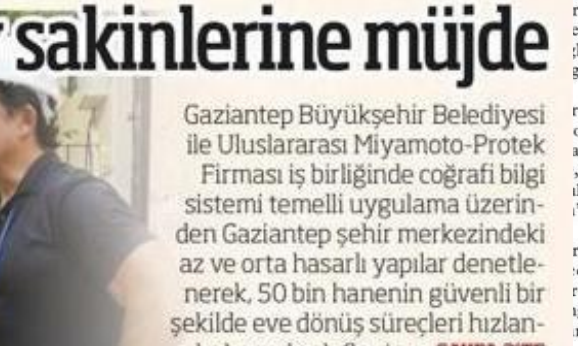 sakinlerine müjde
Gaziantep Büyükşehir Belediyesi
ile Uluslararası Miyamoto-Protek
Firması iş birliğinde coğrafi bilgi
sistemi temelli uygulama üzerin-
den Gaziantep şehir merkezindeki
az ve orta hasarlı yapılar denetle-
nerek, 50 bin hanenin güvenli bir
şekilde eve dönüş süreçleri hızlan-